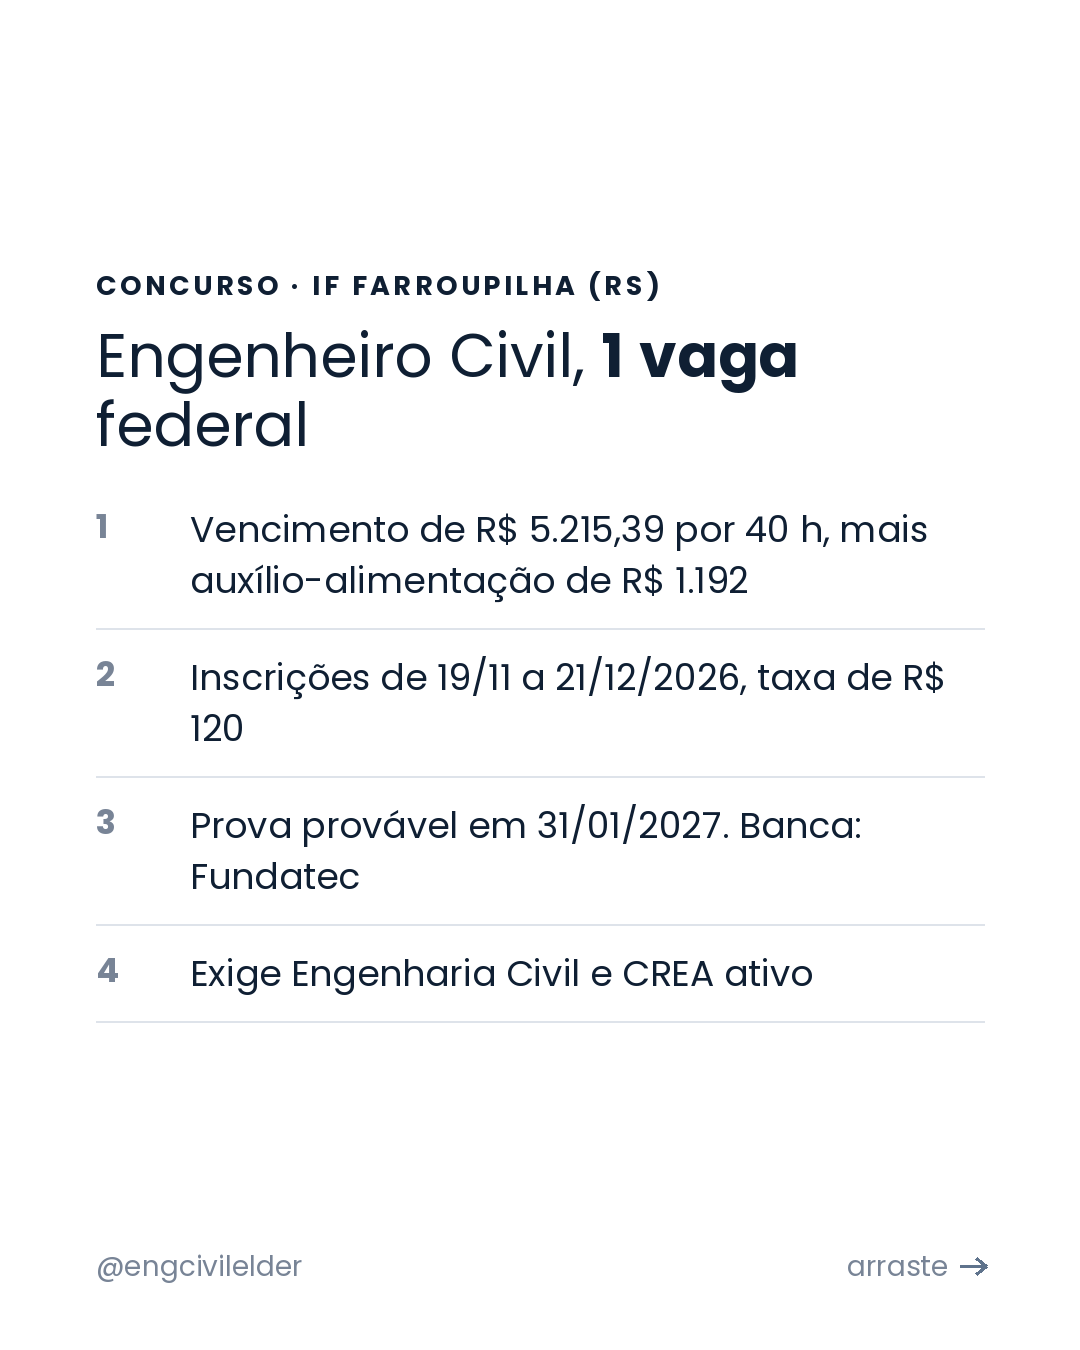 CONCURSO · IF FARROUPILHA (RS)
Engenheiro Civil, 1 vaga
federal
1 Vencimento de R$ 5.215,39 por 40 h, mais
auxílio-alimentação de R$ 1.192
2 Inscrições de 19/11 a 21/12/2026, taxa de R$
120
3 Prova provável em 31/01/2027. Banca:
Fundatec
4 Exige Engenharia Civil e CREA ativo
@engcivilelder
arraste →